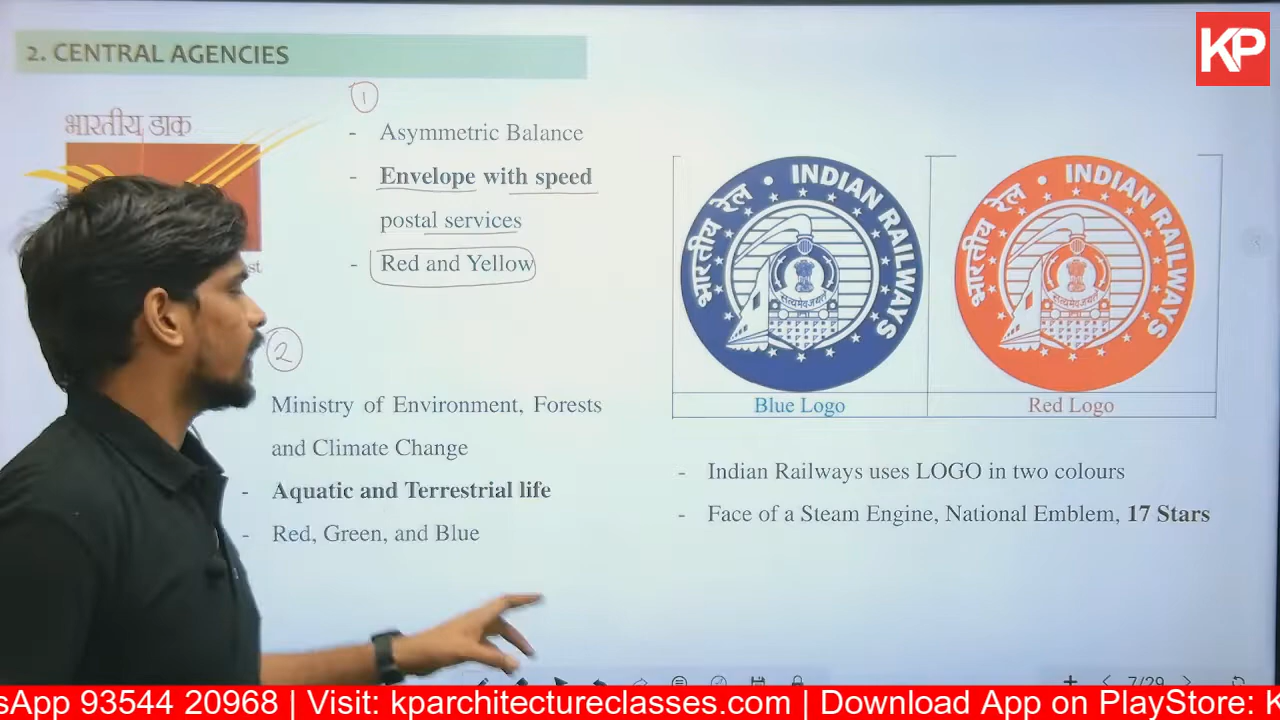 KP
2. CENTRAL AGENCIES
भारतीय डाक
1
- Asymmetric Balance
- Envelope with speed
postal services
- Red and Yellow
2
Ministry of Environment, Forests
and Climate Change
- Aquatic and Terrestrial life
- Red, Green, and Blue
भारतीय रेल • INDIAN RAILWAYS
सत्यमेव जयते
भारतीय रेल • INDIAN RAILWAYS
सत्यमेव जयते
Blue Logo
Red Logo
- Indian Railways uses LOGO in two colours
- Face of a Steam Engine, National Emblem, 17 Stars
7/29
93544 20968 | Visit: kparchitectureclasses.com | Download App on PlayStore: K